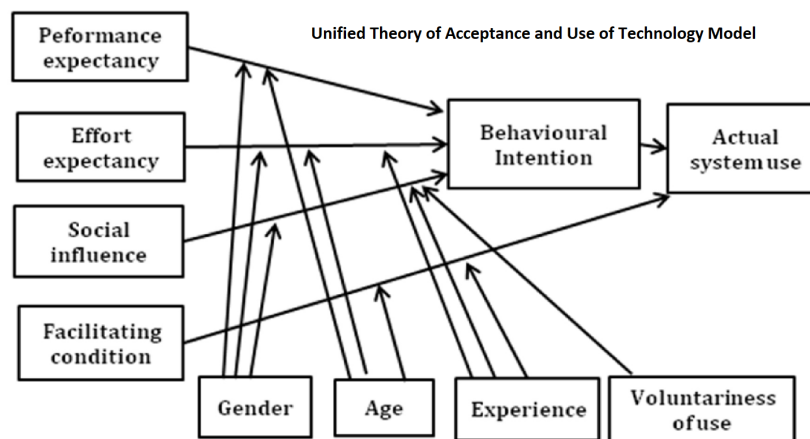 Unified Theory of Acceptance and Use of Technology Model
Peformance
expectancy
Effort
expectancy
Social
influence
Facilitating
condition
Behavioural
Intention
Actual
system use
Gender
Age
Experience
Voluntariness
of use